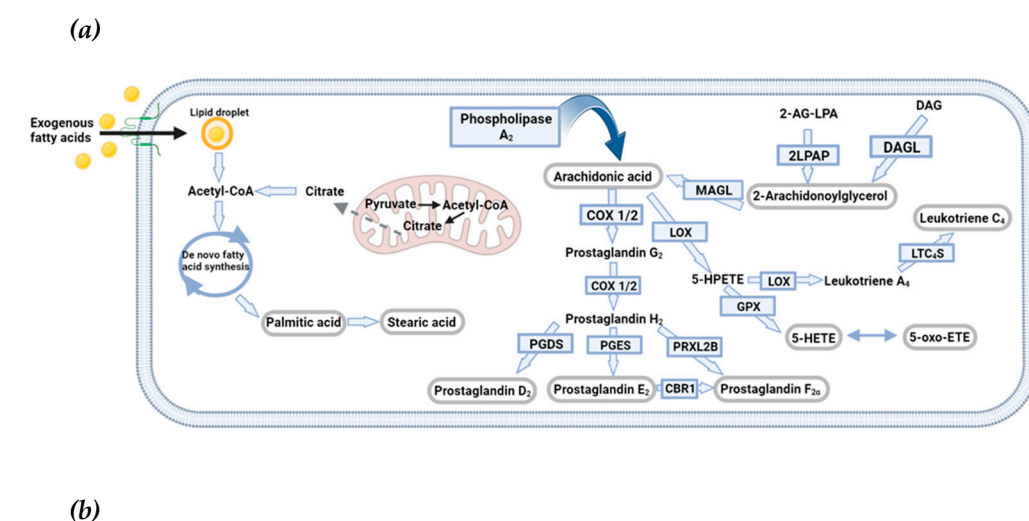 (a)
Exogenous
fatty acids
Lipid droplet
Acetyl-CoA
Citrate
Pyruvate
Acetyl-CoA
Citrate
De novo fatty
acid synthesis
Palmitic acid
Stearic acid
Phospholipase
A₂
Arachidonic acid
COX 1/2
Prostaglandin G₂
COX 1/2
Prostaglandin H₂
PGDS
PGES
PRXL2B
Prostaglandin D₂
Prostaglandin E₂
CBR1
Prostaglandin F₂α
2-AG-LPA
DAG
2LPAP
DAGL
MAGL
2-Arachidonoylglycerol
LOX
5-HPETE
LOX
Leukotriene A₄
LTC₄S
Leukotriene C₄
GPX
5-HETE
5-oxo-ETE
(b)